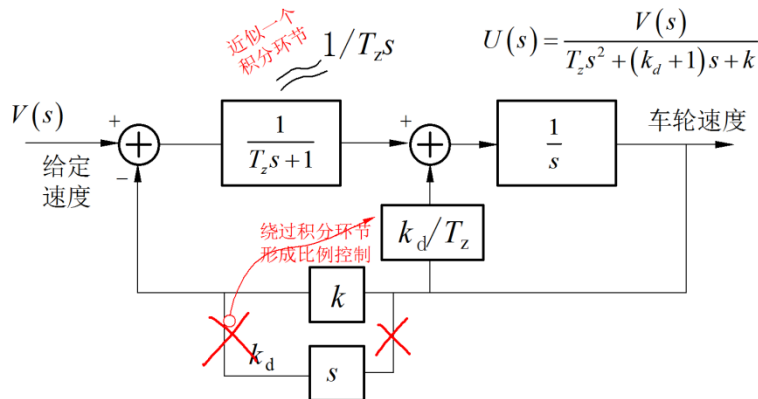 近似一个
积分环节
1/T_z s
U(s) = V(s) / (T_z s² + (k_d + 1)s + k)
V(s)
+
−
给定
速度
1 / (T_z s + 1)
+
1 / s
车轮速度
绕过积分环节
形成比例控制
k_d/T_z
k
k_d
s